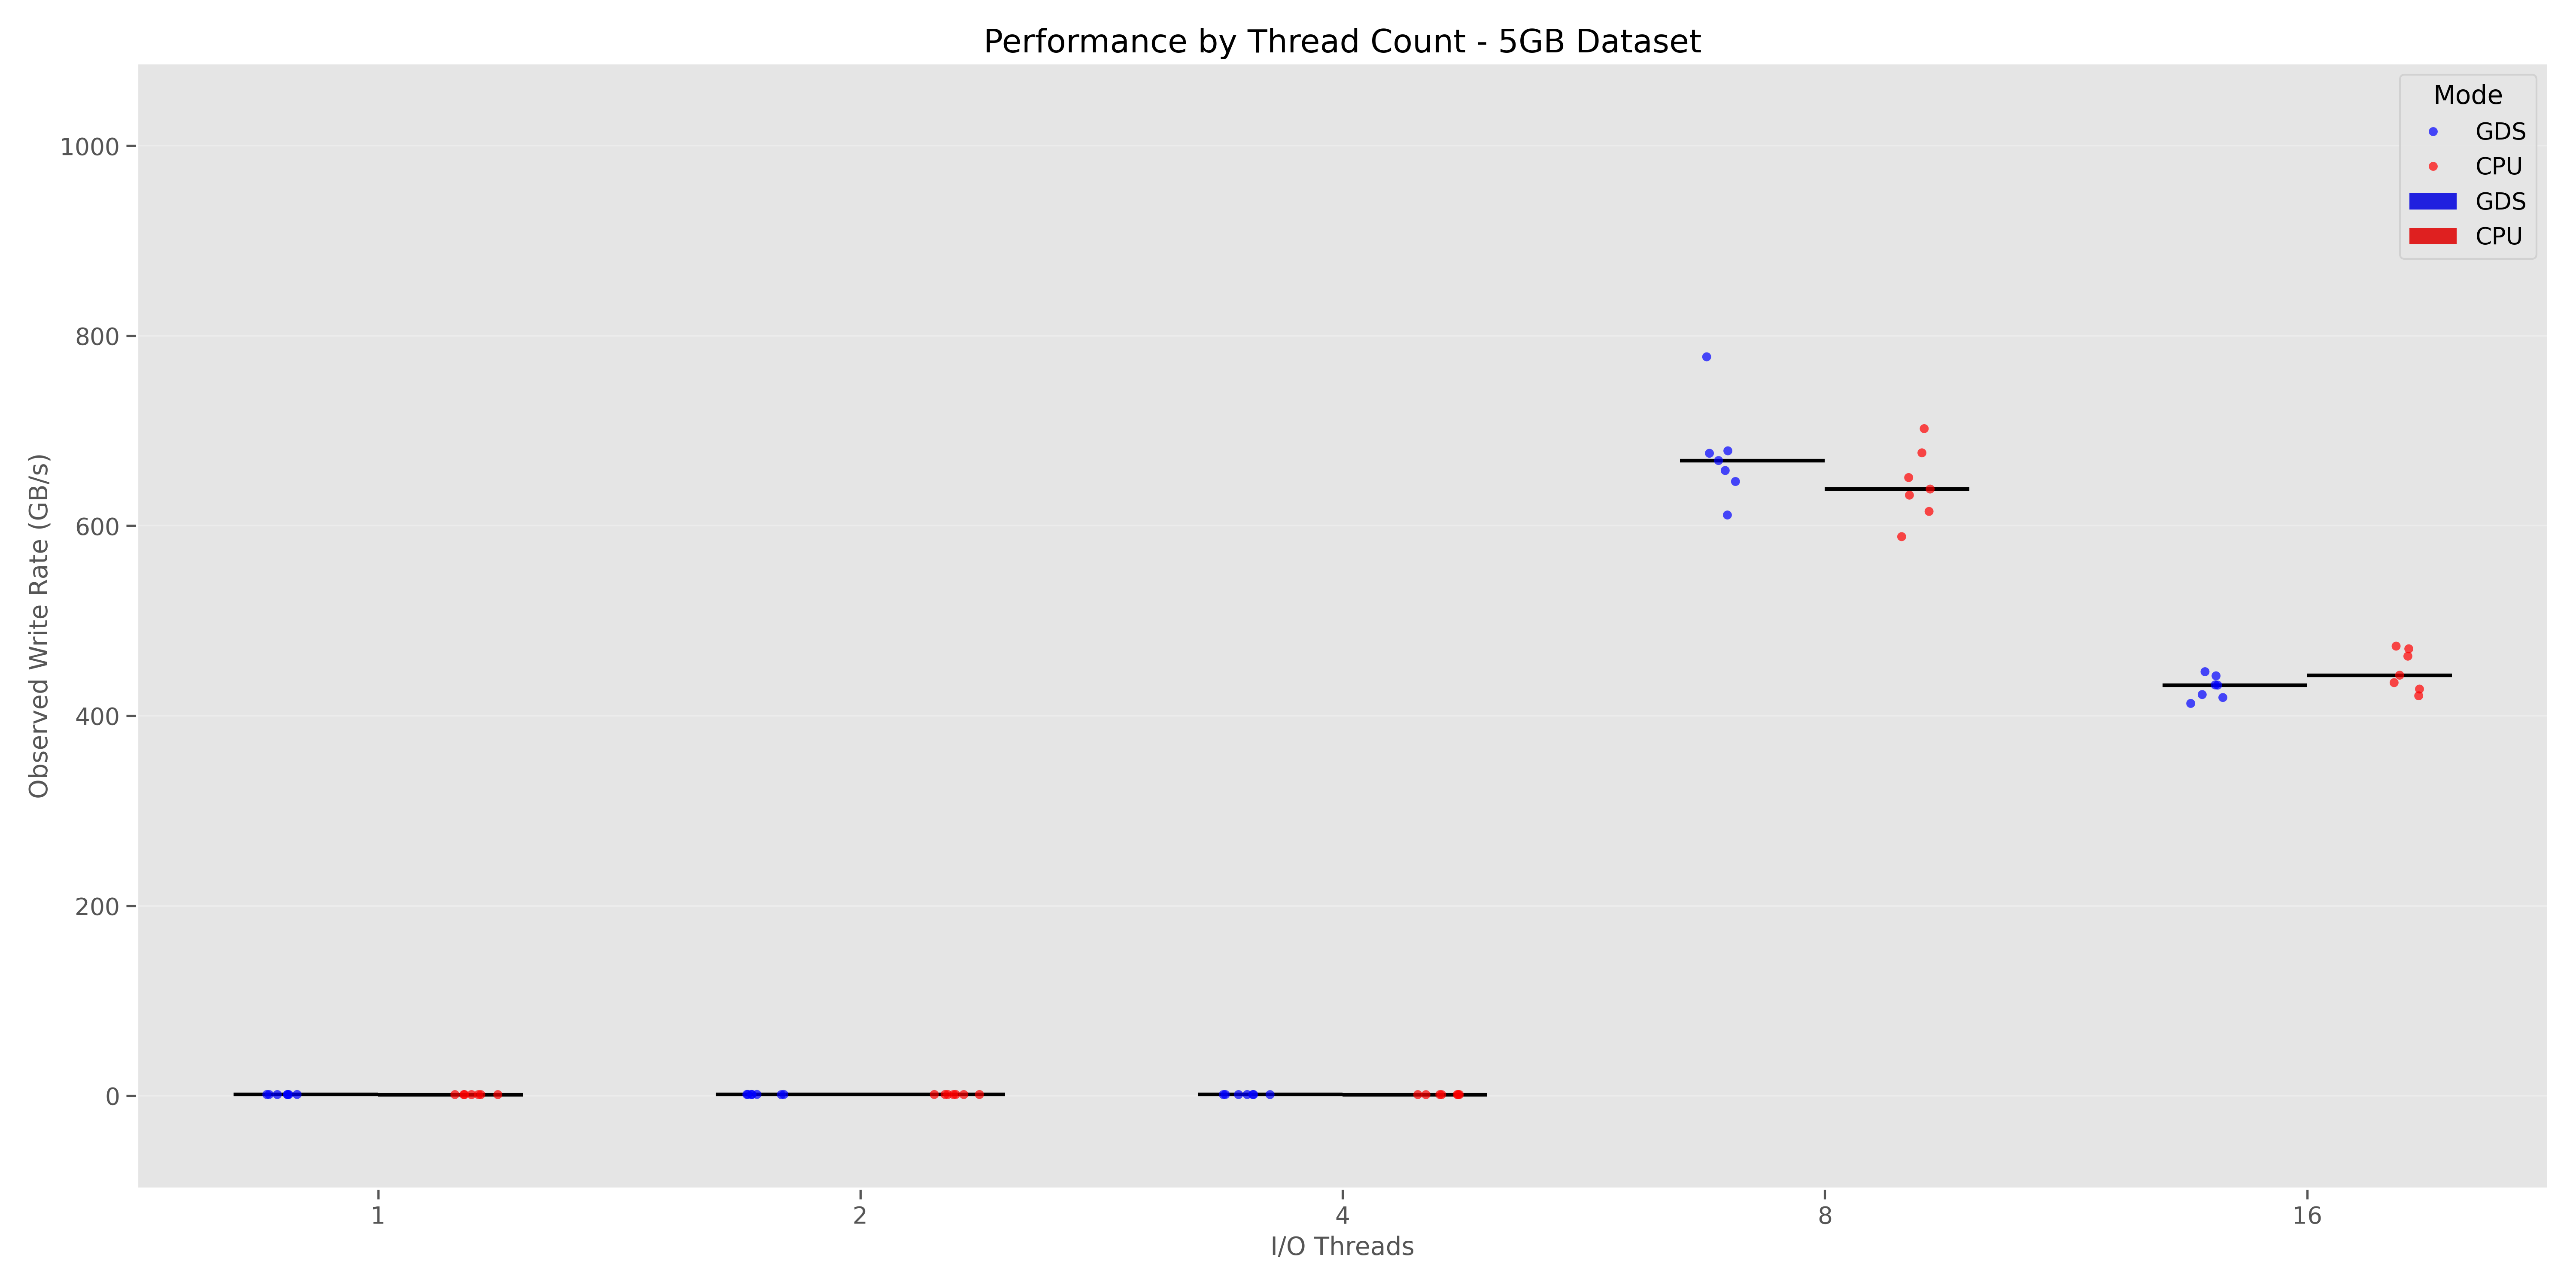 Performance by Thread Count - 5GB Dataset
Mode
GDS
CPU
GDS
CPU
Observed Write Rate (GB/s)
1000
800
600
400
200
0
1 2 4 8 16
I/O Threads